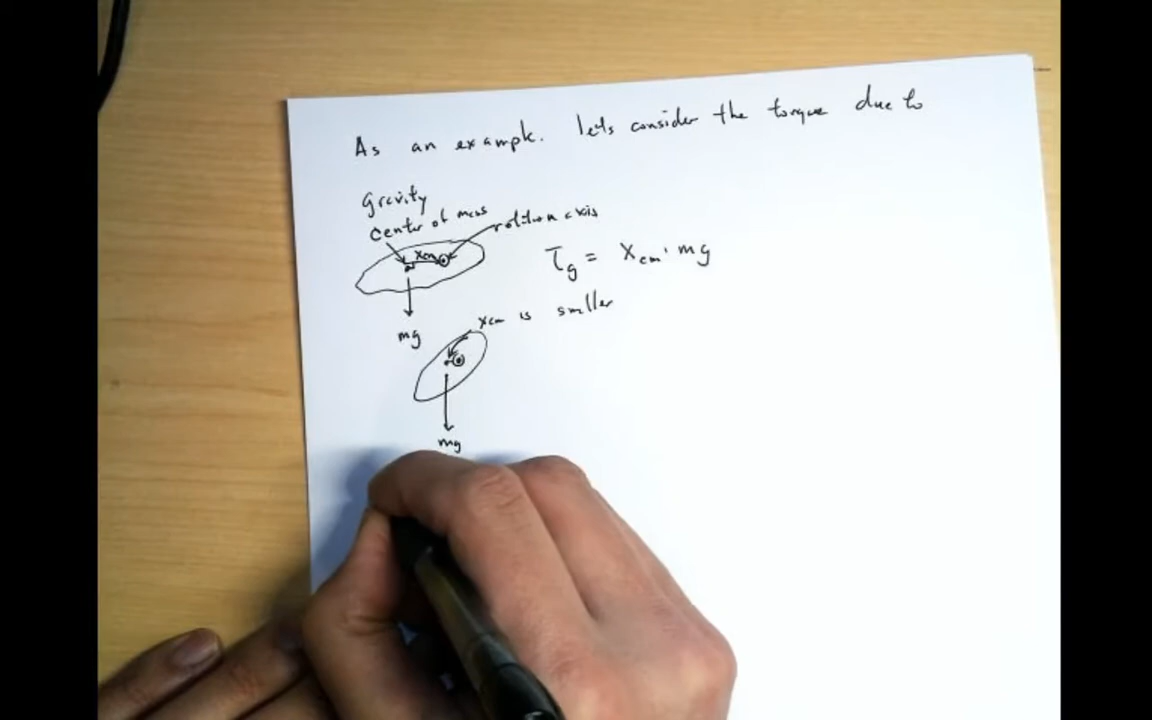 As an example. let's consider the torque due to
gravity
center of mass
rotation axis
xcm
τg = xcm · mg
mg
xcm is smaller
mg